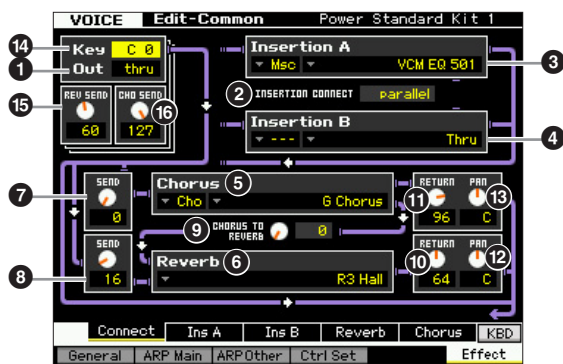 VOICE Edit-Common Power Standard Kit 1
14 Key C 0
1 Out thru
Insertion A
Msc VCM EQ 501 3
2 INSERTION CONNECT parallel
15 REV SEND 60
CHO SEND 16 127
Insertion B
--- Thru 4
7 SEND 0
Chorus 5
Cho G Chorus
RETURN 11 96
PAN 13 C
9 CHORUS TO REVERB 0
8 SEND 16
Reverb 6
R3 Hall
RETURN 10 64
PAN 12 C
Connect Ins A Ins B Reverb Chorus KBD
General ARP Main ARP Other Ctrl Set Effect